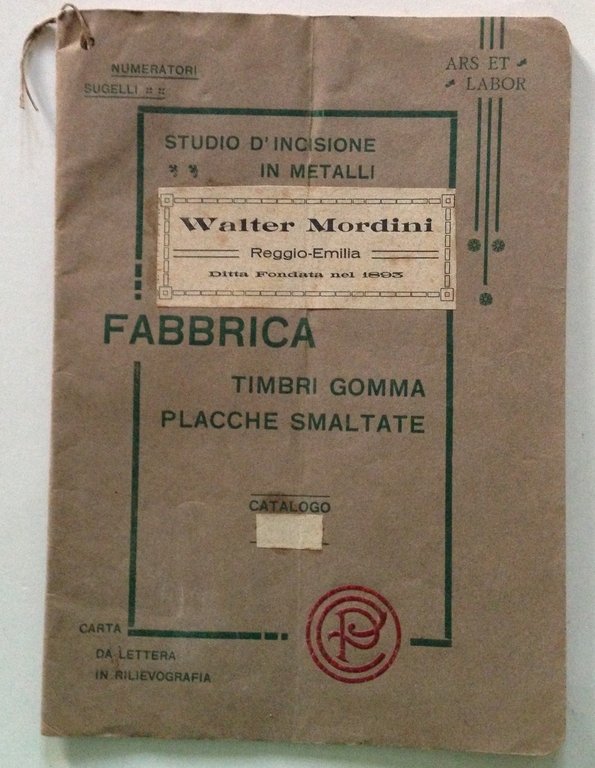 NUMERATORI
SUGELLI
ARS ET
LABOR
STUDIO D'INCISIONE
IN METALLI
Walter Mordini
Reggio-Emilia
Ditta Fondata nel 1893
FABBRICA
TIMBRI GOMMA
PLACCHE SMALTATE
CATALOGO
CARTA
DA LETTERA
IN RILIEVOGRAFIA